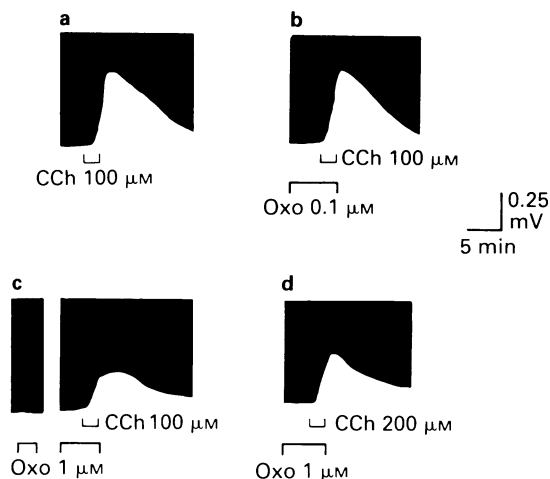 a
b
CCh 100 μM
CCh 100 μM
Oxo 0.1 μM
0.25
mV
5 min
c
d
CCh 100 μM
CCh 200 μM
Oxo 1 μM
Oxo 1 μM